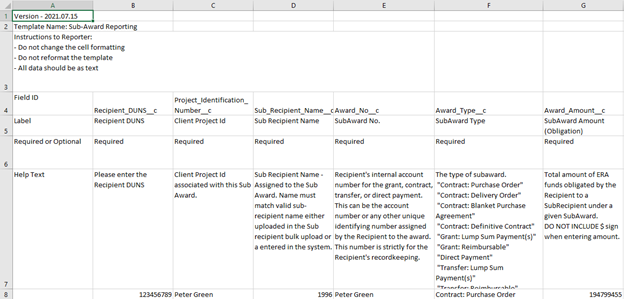 A B C D E F G
1 Version - 2021.07.15
2 Template Name: Sub-Award Reporting
Instructions to Reporter:
- Do not change the cell formatting
- Do not reformat the template
- All data should be as text
3
4 Field ID Recipient_DUNS__c Project_Identification_Number__c Sub_Recipient_Name__c Award_No__c Award_Type__c Award_Amount__c
5 Label Recipient DUNS Client Project Id Sub Recipient Name SubAward No. SubAward Type SubAward Amount (Obligation)
6 Required or Optional Required Required Required Required Required Required
7 Help Text
Please enter the
Recipient DUNS
Client Project Id
associated with this Sub
Award.
Sub Recipient Name -
Assigned to the Sub
Award. Name must
match valid sub-
recipient name either
uploaded in the Sub
recipient bulk upload or
a entered in the system.
Recipient's internal account
number for the grant, contract,
transfer, or direct payment.
This can be the account
number or any other unique
identifying number assigned
by the Recipient to the award.
This number is strictly for the
Recipient's recordkeeping.
The type of subaward.
"Contract: Purchase Order"
"Contract: Delivery Order"
"Contract: Blanket Purchase
Agreement"
"Contract: Definitive Contract"
"Grant: Lump Sum Payment(s)"
"Grant: Reimbursable"
"Direct Payment"
"Transfer: Lump Sum
Payment(s)"
"Transfer: Reimbursable"
Total amount of ERA
funds obligated by the
Recipient to a
SubRecipient under a
given SubAward.
DO NOT INCLUDE $ sign
when entering amount.
8 123456789 Peter Green 1996 Peter Green Contract: Purchase Order 194799455